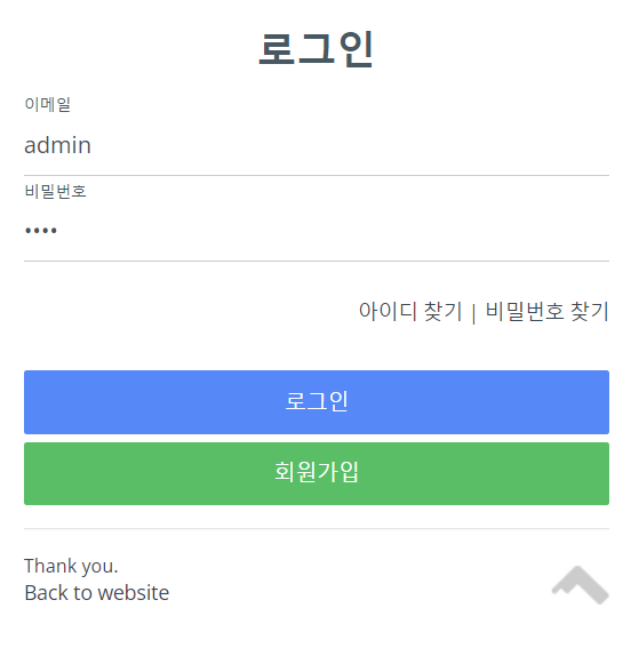 로그인
이메일
admin
비밀번호
••••
아이디 찾기 | 비밀번호 찾기
로그인
회원가입
Thank you.
Back to website